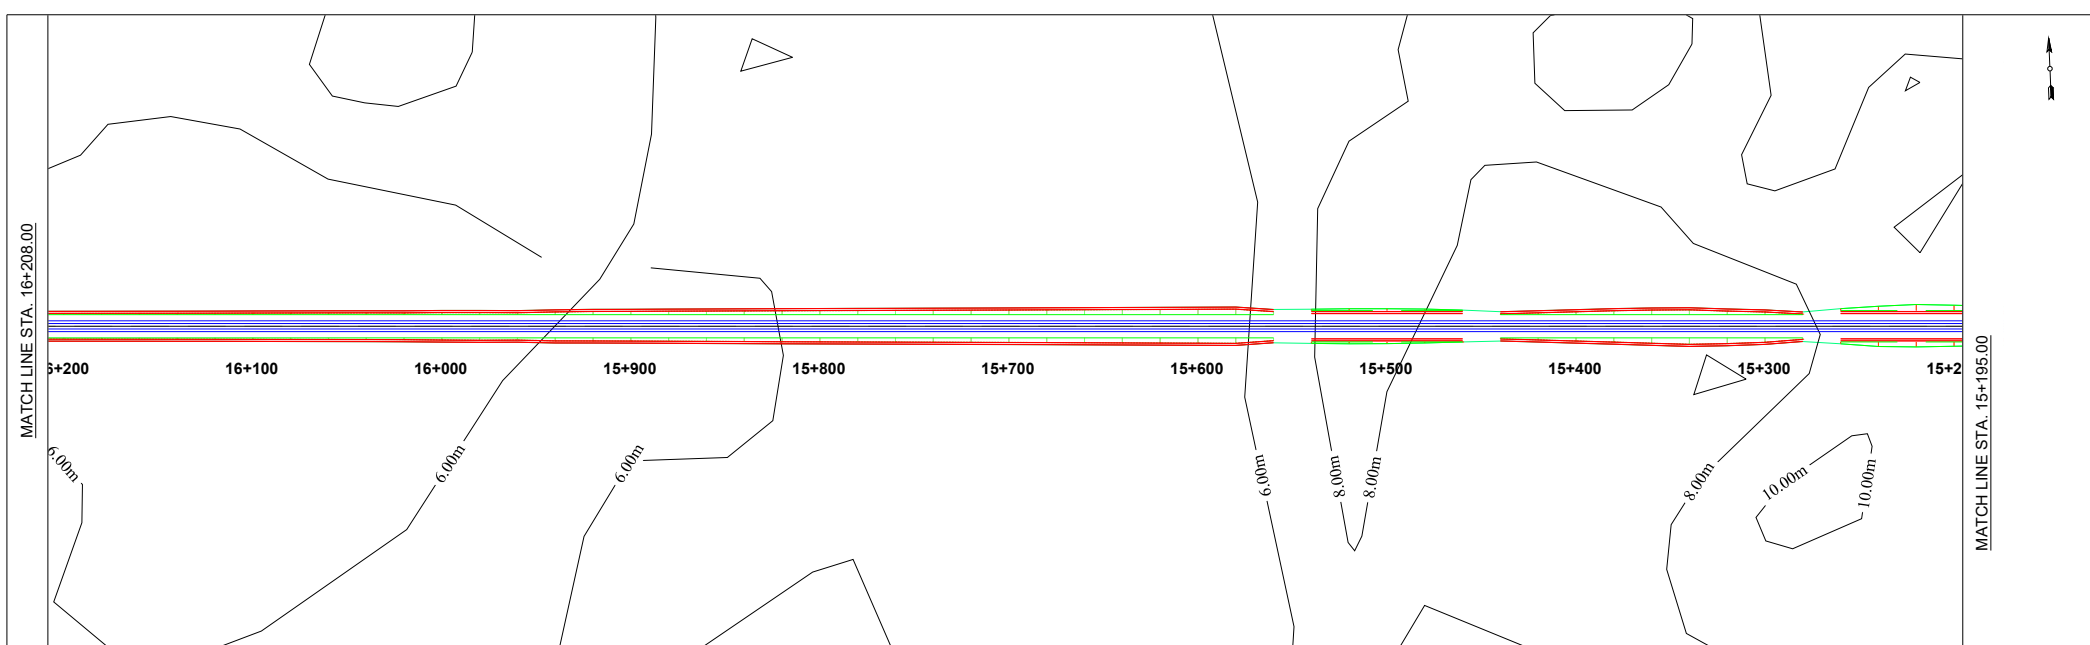 MATCH LINE STA. 16+208.00
6+200
16+100
16+000
15+900
15+800
15+700
15+600
15+500
15+400
15+300
15+2
MATCH LINE STA. 15+195.00
6.00m
6.00m
6.00m
6.00m
8.00m
8.00m
8.00m
10.00m
10.00m